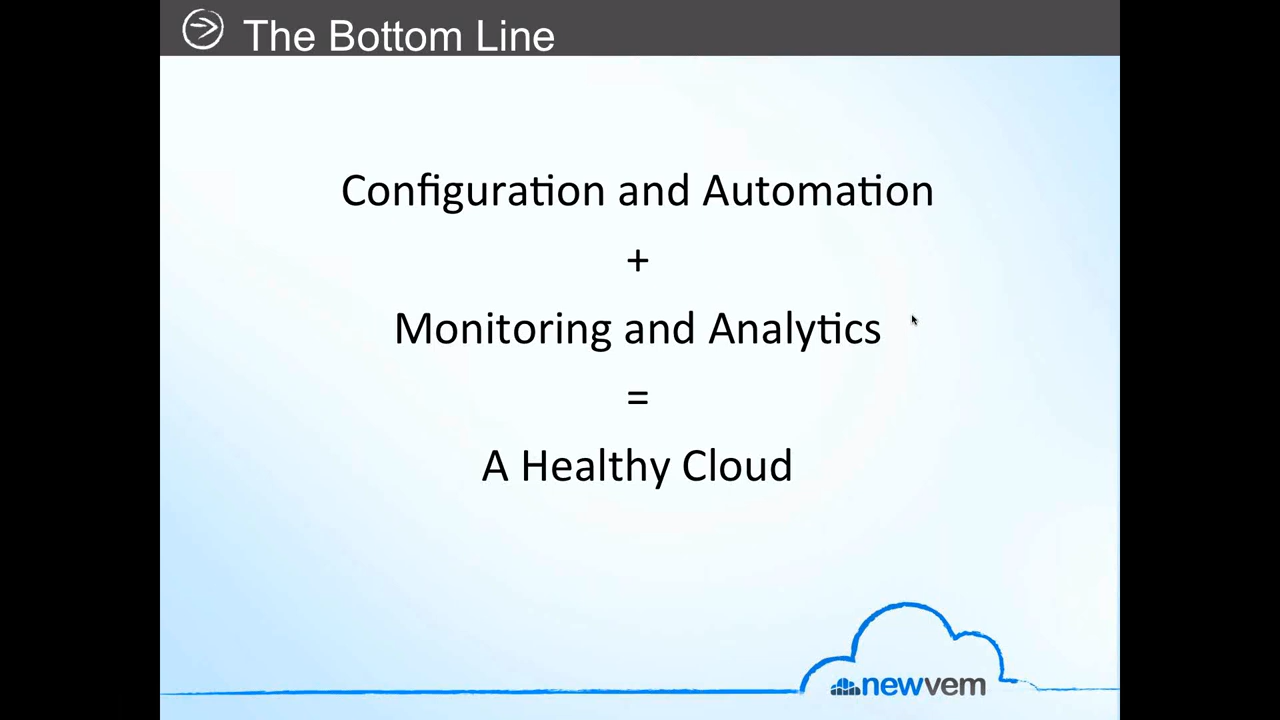 The Bottom Line
Configuration and Automation
+
Monitoring and Analytics
=
A Healthy Cloud
newvem